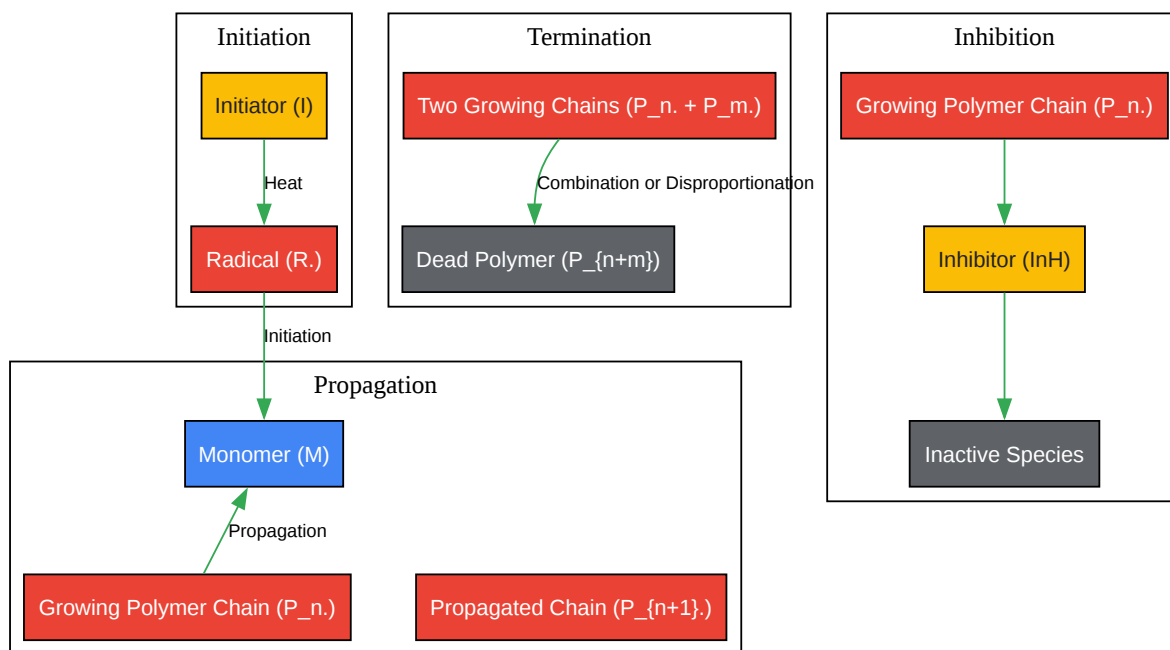 Initiation
Initiator (I)
Heat
Radical (R.)
Initiation
Termination
Two Growing Chains (P_n. + P_m.)
Combination or Disproportionation
Dead Polymer (P_{n+m})
Inhibition
Growing Polymer Chain (P_n.)
Inhibitor (InH)
Inactive Species
Propagation
Monomer (M)
Propagation
Growing Polymer Chain (P_n.)
Propagated Chain (P_{n+1}.)